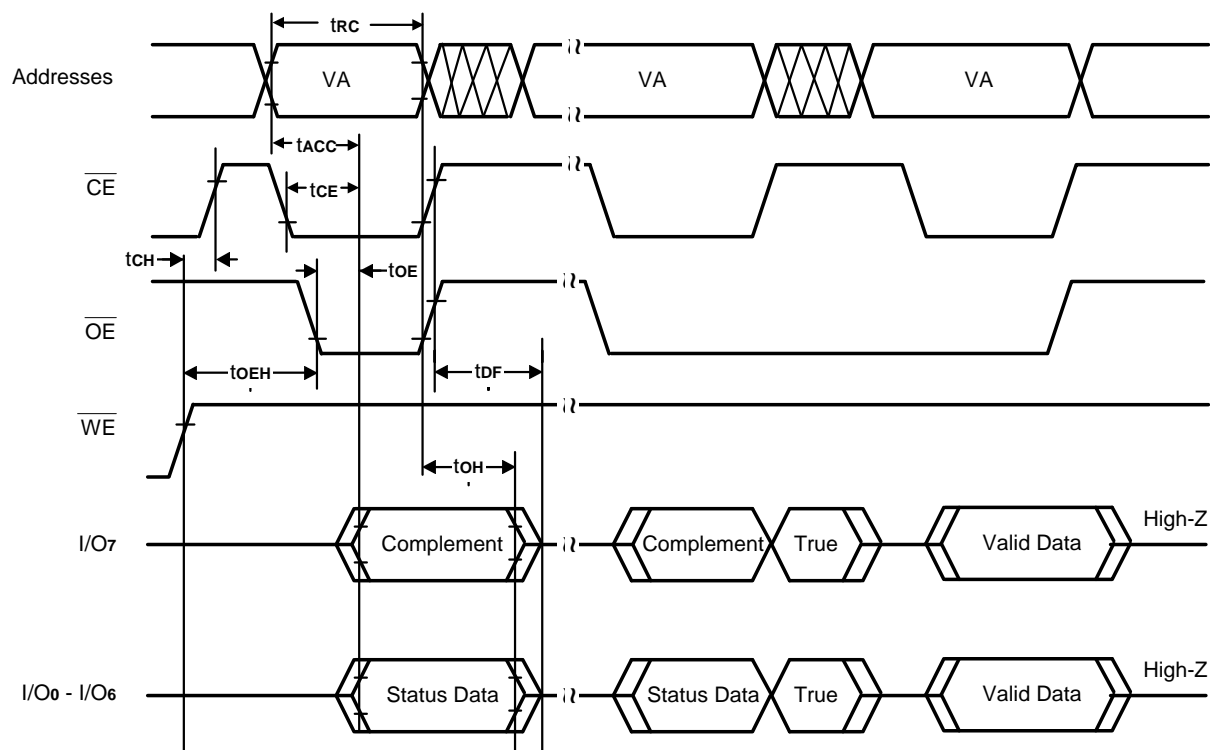 tRC
Addresses VA VA VA
tACC
CE
tCE
tCH
tOE
OE
tOEH tDF
WE
tOH
High-Z
I/O7 Complement Complement True Valid Data
High-Z
I/O0 - I/O6 Status Data Status Data True Valid Data